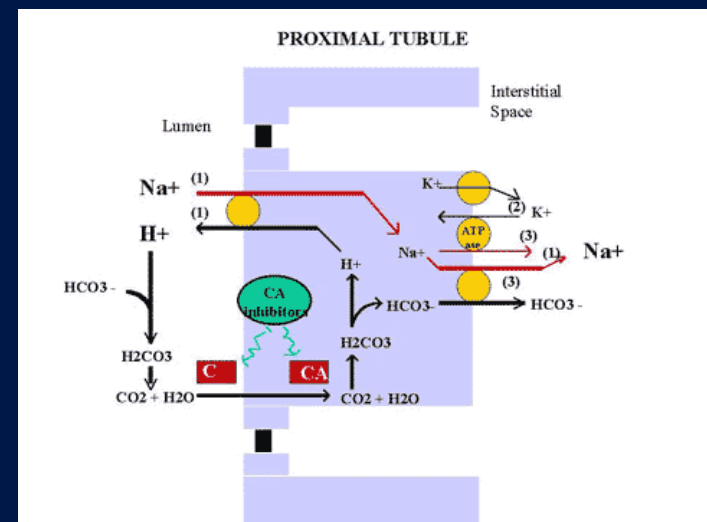 PROXIMAL TUBULE
Interstitial
Space
Lumen
Na+ (1)
K+
(2) K+
(1)
H+
ATP
ase
(3)
Na+
(1)
Na+
H+
(3)
HCO3 -
CA
inhibitors
HCO3-
HCO3 -
H2CO3
H2CO3
C
CA
CO2 + H2O
CO2 + H2O